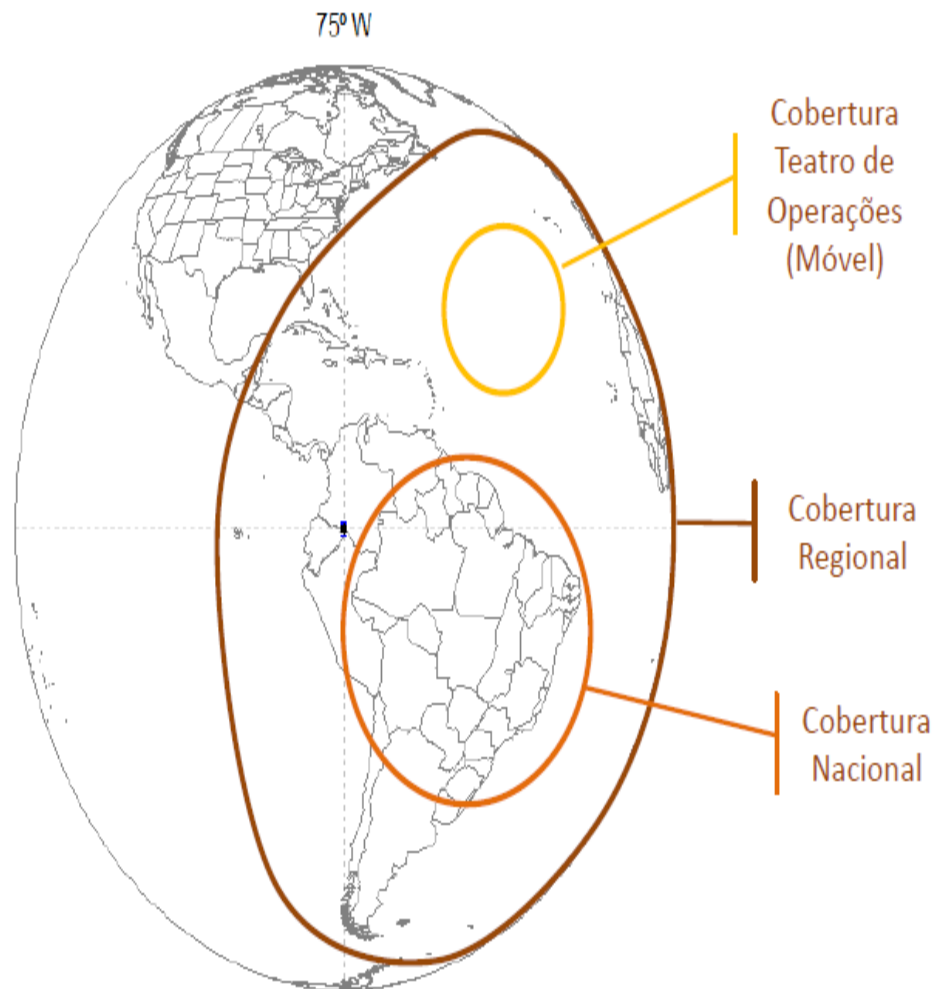 75º W
Cobertura
Teatro de
Operações
(Móvel)
Cobertura
Regional
Cobertura
Nacional